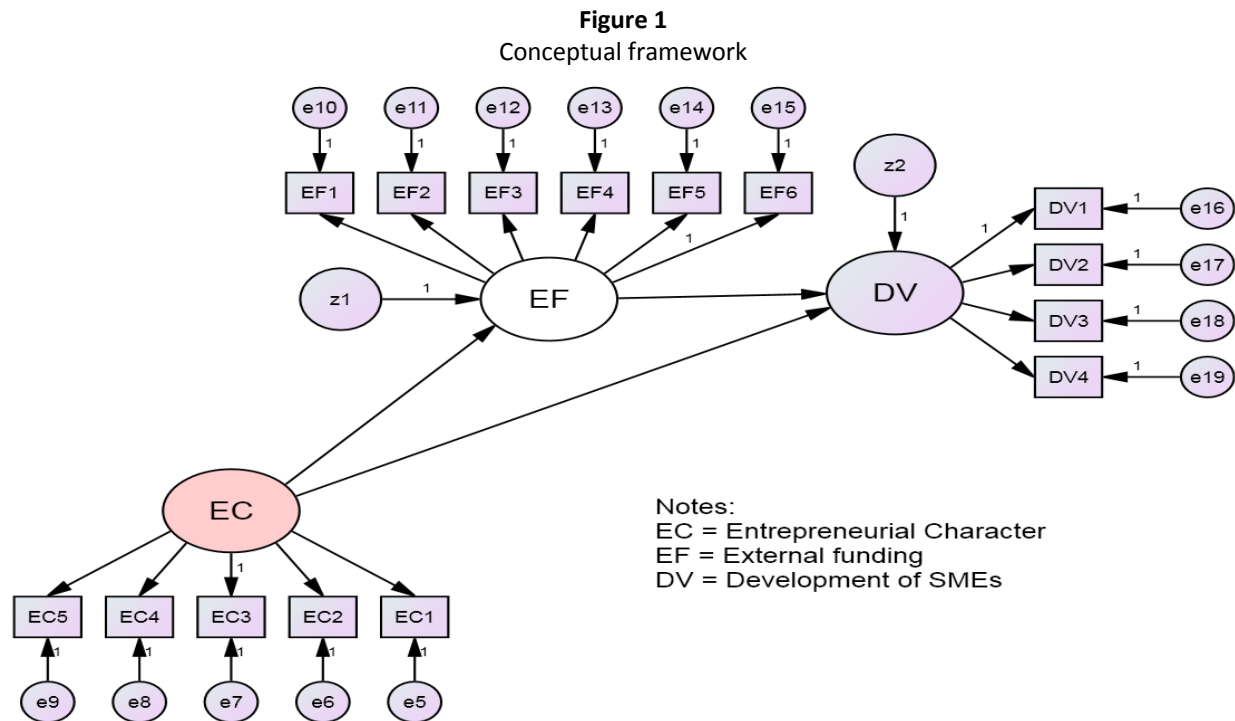 Figure 1
Conceptual framework
e10 e11 e12 e13 e14 e15
1 1 1 1 1 1
EF1 EF2 EF3 EF4 EF5 EF6
1
z1
1
EF
z2
1
DV
1
DV1 1 e16
DV2 1 e17
DV3 1 e18
DV4 1 e19
EC
1
EC5 EC4 EC3 EC2 EC1
1 1 1 1 1
e9 e8 e7 e6 e5
Notes:
EC = Entrepreneurial Character
EF = External funding
DV = Development of SMEs